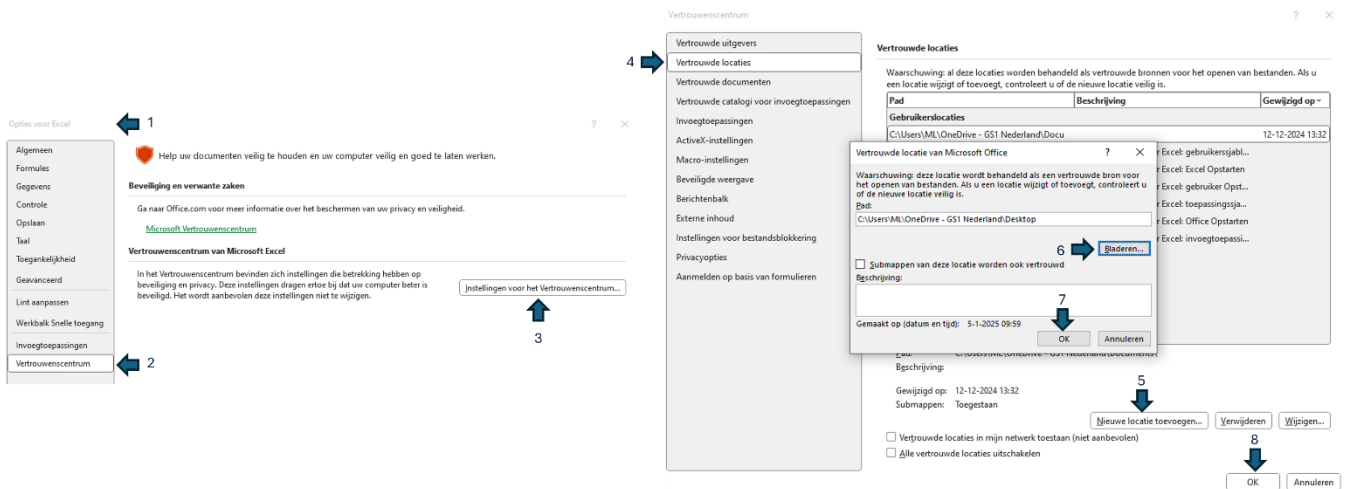 Opties voor Excel
1
?
Algemeen
Formules
Gegevens
Controle
Opslaan
Taal
Toegankelijkheid
Geavanceerd
Lint aanpassen
Werkbalk Snelle toegang
Invoegtoepassingen
Vertrouwenscentrum
2
Help uw documenten veilig te houden en uw computer veilig en goed te laten werken.
Beveiliging en verwante zaken
Ga naar Office.com voor meer informatie over het beschermen van uw privacy en veiligheid.
Microsoft Vertrouwenscentrum
Vertrouwenscentrum van Microsoft Excel
In het Vertrouwenscentrum bevinden zich instellingen die betrekking hebben op
beveiliging en privacy. Deze instellingen dragen ertoe bij dat uw computer beter is
beveiligd. Het wordt aanbevolen deze instellingen niet te wijzigen.
Instellingen voor het Vertrouwenscentrum...
3
Vertrouwenscentrum
?
4
Vertrouwde uitgevers
Vertrouwde locaties
Vertrouwde documenten
Vertrouwde catalogi voor invoegtoepassingen
Invoegtoepassingen
ActiveX-instellingen
Macro-instellingen
Beveiligde weergave
Berichtenbalk
Externe inhoud
Instellingen voor bestandsblokkering
Privacyopties
Aanmelden op basis van formulieren
Vertrouwde locaties
Waarschuwing: al deze locaties worden behandeld als vertrouwde bronnen voor het openen van bestanden. Als u
een locatie wijzigt of toevoegt, controleert u of de nieuwe locatie veilig is.
Pad Beschrijving Gewijzigd op
Gebruikerslocaties
C:\Users\ML\OneDrive - GS1 Nederland\Docu 12-12-2024 13:32
r Excel: gebruikerssjabl...
r Excel: Excel Opstarten
r Excel: gebruiker Opst...
r Excel: toepassingssja...
r Excel: Office Opstarten
r Excel: invoegtoepassi...
Vertrouwde locatie van Microsoft Office ?
Waarschuwing: deze locatie wordt behandeld als een vertrouwde bron voor
het openen van bestanden. Als u een locatie wijzigt of toevoegt, controleert u
of de nieuwe locatie veilig is.
Pad:
C:\Users\ML\OneDrive - GS1 Nederland\Desktop
6
Bladeren...
Submappen van deze locatie worden ook vertrouwd
Beschrijving:
7
Gemaakt op (datum en tijd): 5-1-2025 09:59
OK Annuleren
Pad: C:\Users\ML\OneDrive - GS1 Nederland\Documents\
Beschrijving:
Gewijzigd op: 12-12-2024 13:32
Submappen: Toegestaan
5
Nieuwe locatie toevoegen... Verwijderen Wijzigen...
Vertrouwde locaties in mijn netwerk toestaan (niet aanbevolen)
Alle vertrouwde locaties uitschakelen
8
OK Annuleren